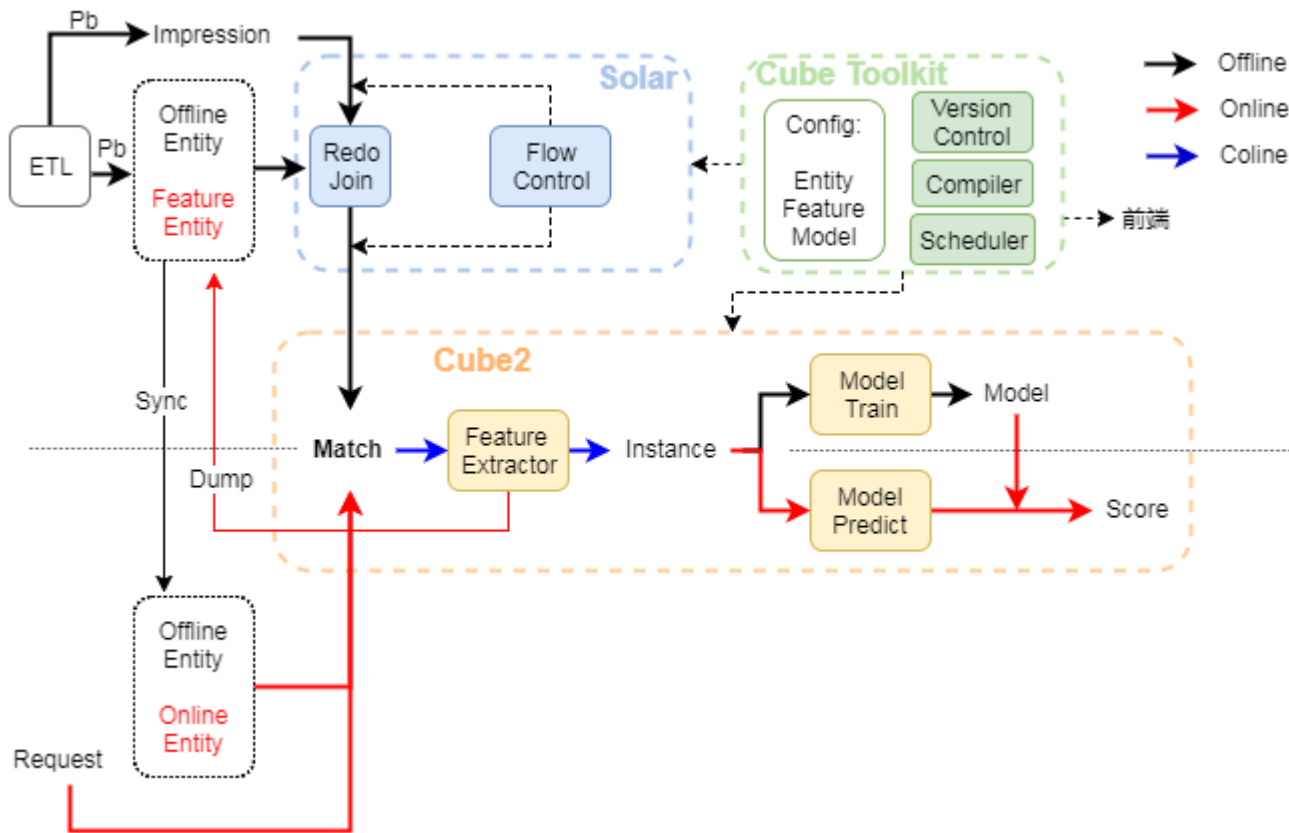 Pb
Impression
Solar
Cube Toolkit
Offline
Online
Coline
ETL
Pb
Offline
Entity
Feature
Entity
Redo
Join
Flow
Control
Config:
Entity
Feature
Model
Version
Control
Compiler
Scheduler
前端
Cube2
Sync
Dump
Match
Feature
Extractor
Instance
Model
Train
Model
Model
Predict
Score
Offline
Entity
Online
Entity
Request